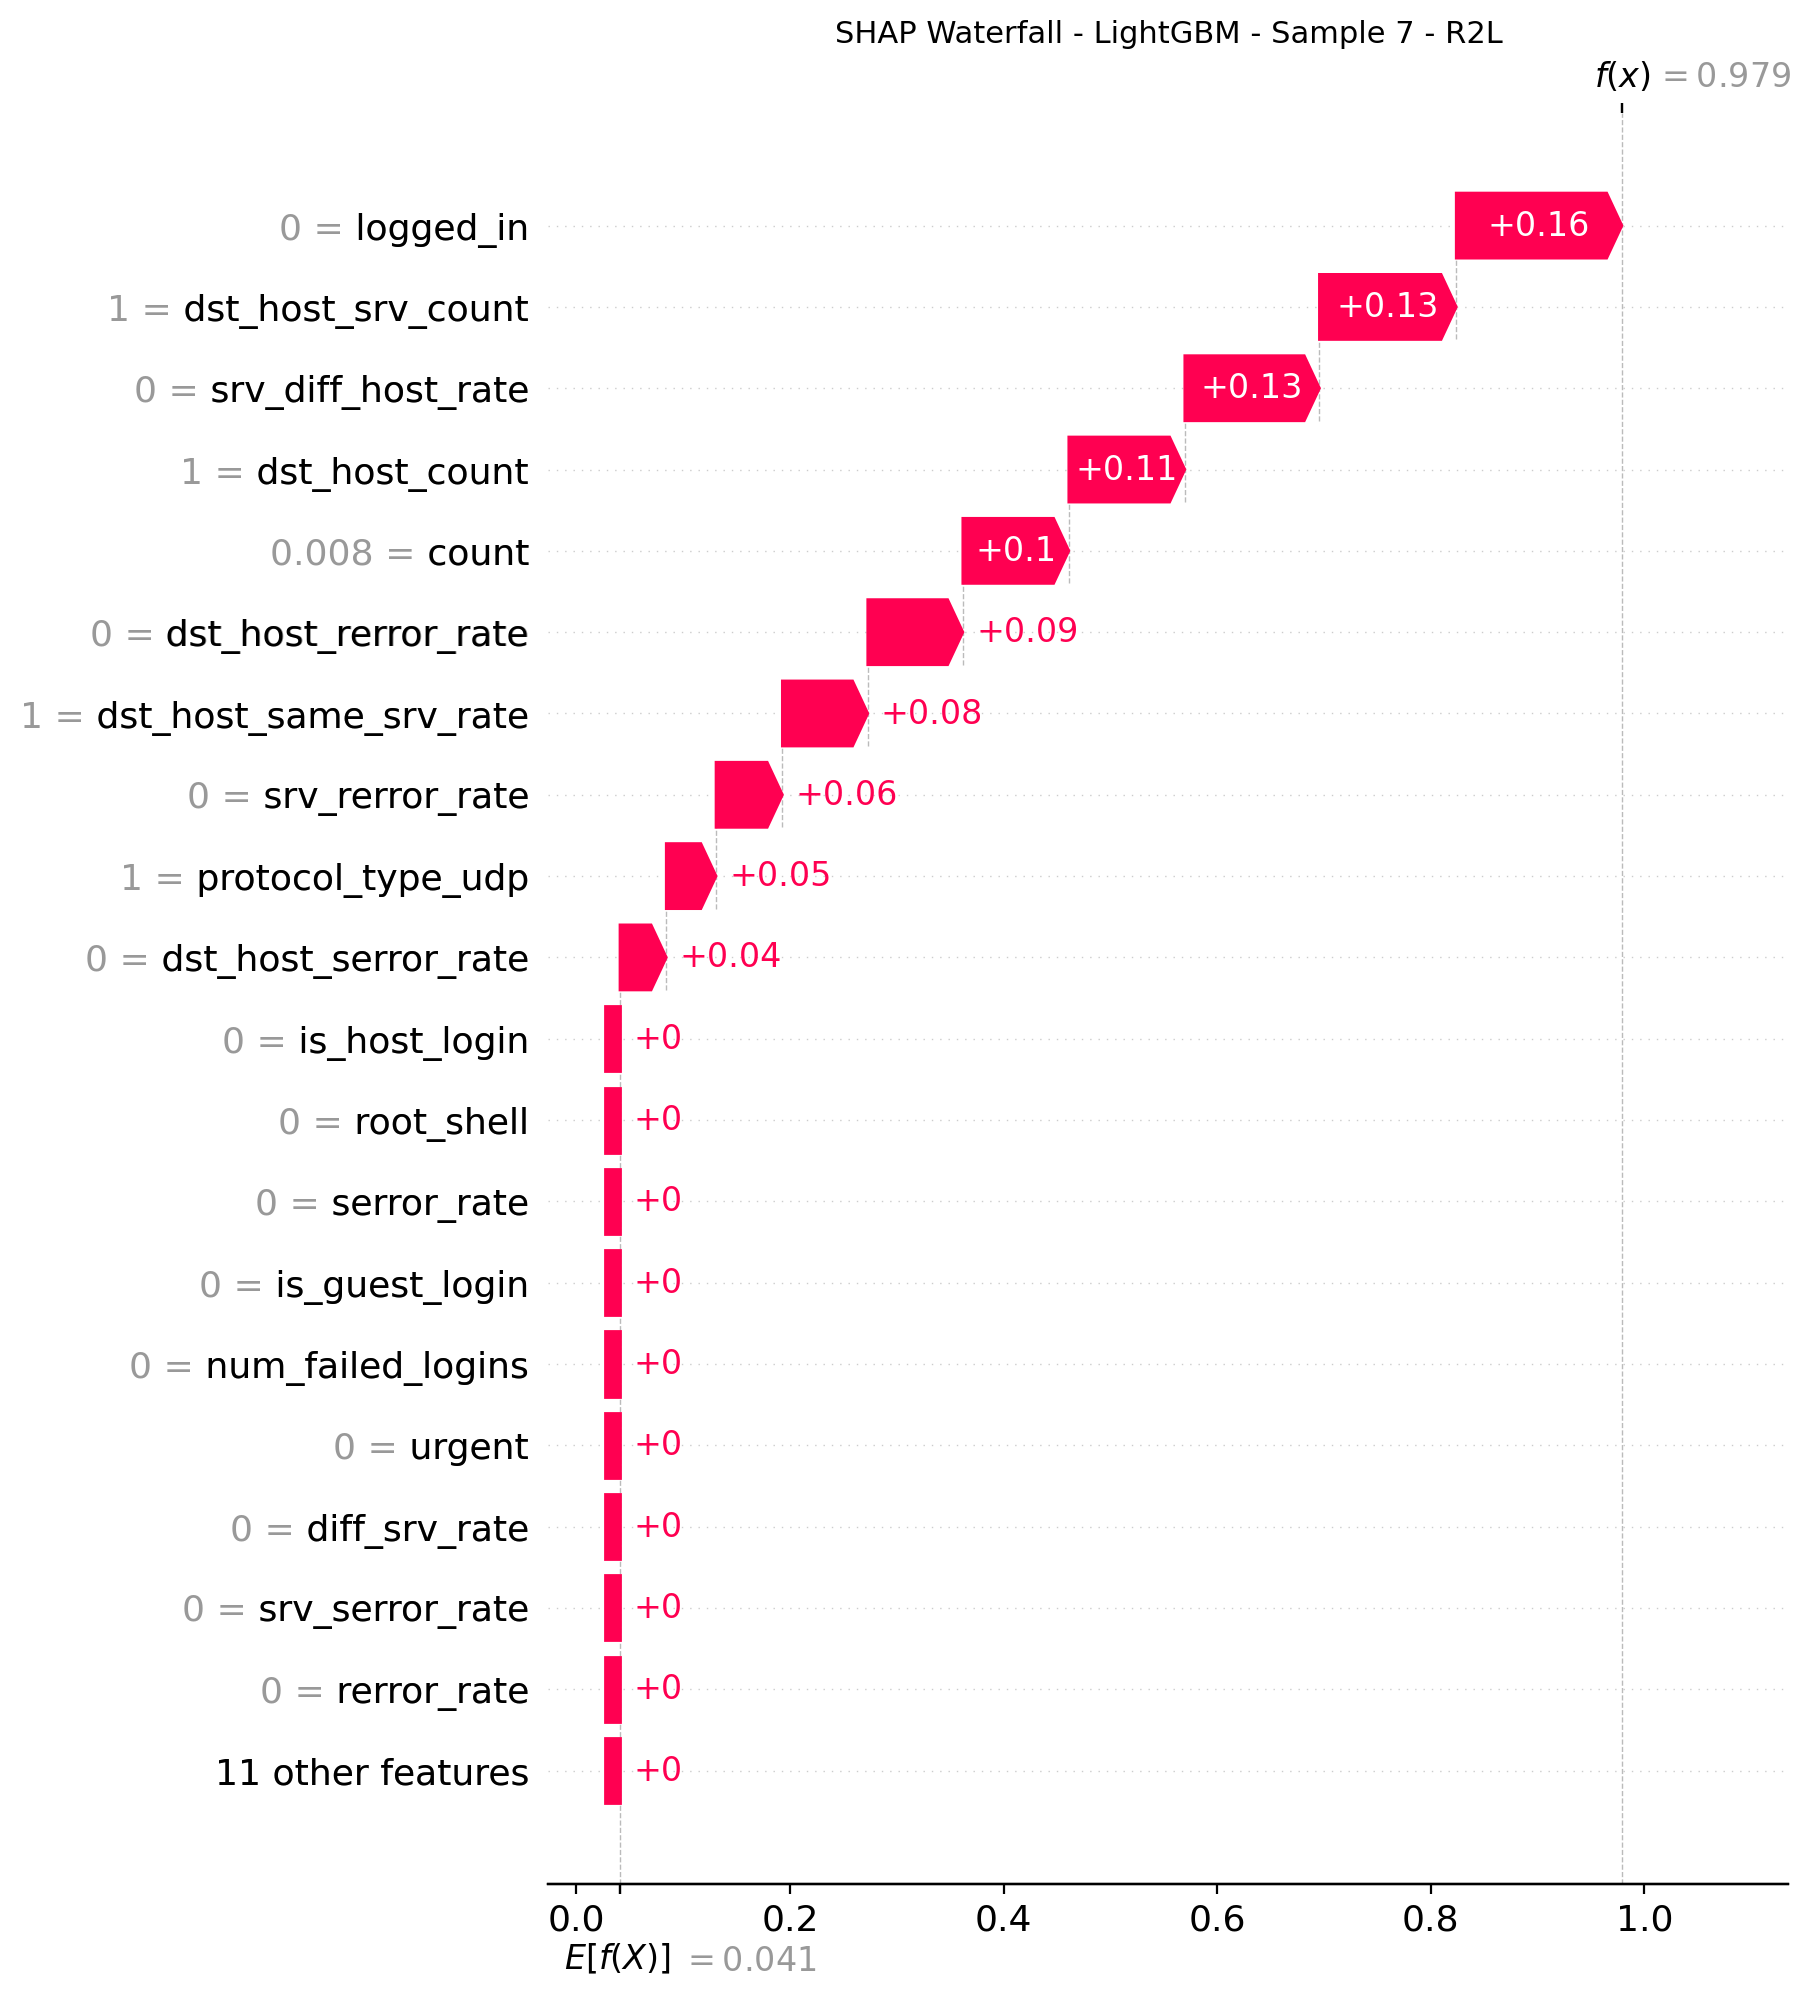 SHAP Waterfall - LightGBM - Sample 7 - R2L
f(x) = 0.979
0 = logged_in +0.16
1 = dst_host_srv_count +0.13
0 = srv_diff_host_rate +0.13
1 = dst_host_count +0.11
0.008 = count +0.1
0 = dst_host_rerror_rate +0.09
1 = dst_host_same_srv_rate +0.08
0 = srv_rerror_rate +0.06
1 = protocol_type_udp +0.05
0 = dst_host_serror_rate +0.04
0 = is_host_login +0
0 = root_shell +0
0 = serror_rate +0
0 = is_guest_login +0
0 = num_failed_logins +0
0 = urgent +0
0 = diff_srv_rate +0
0 = srv_serror_rate +0
0 = rerror_rate +0
11 other features +0
0.0 0.2 0.4 0.6 0.8 1.0
E[f(X)] = 0.041